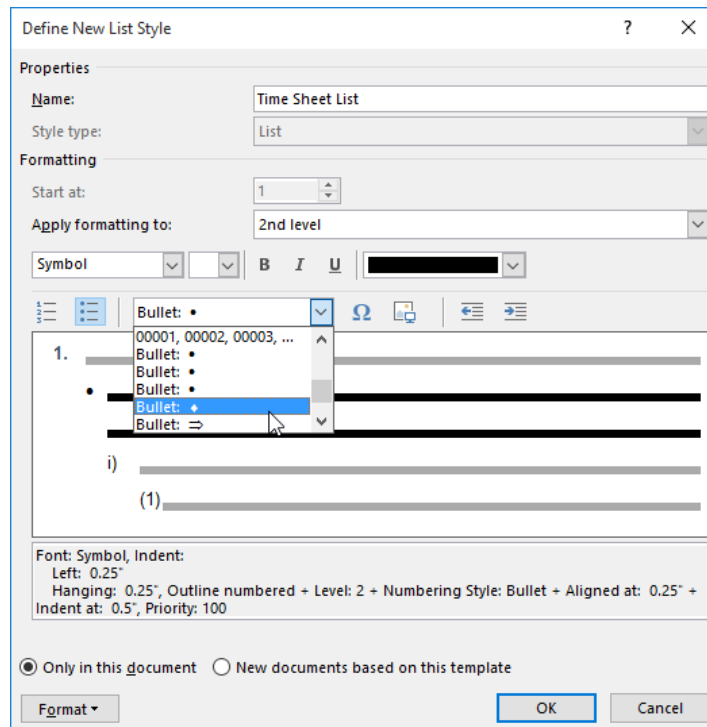 Define New List Style ?
Properties
Name: Time Sheet List
Style type: List
Formatting
Start at: 1
Apply formatting to: 2nd level
Symbol B I U
Bullet: • Ω
00001, 00002, 00003, ...
Bullet: •
Bullet: •
Bullet: •
Bullet: ♦
Bullet: ⇒
1.
•
i)
(1)
Font: Symbol, Indent:
Left: 0.25"
Hanging: 0.25", Outline numbered + Level: 2 + Numbering Style: Bullet + Aligned at: 0.25" +
Indent at: 0.5", Priority: 100
Only in this document New documents based on this template
Format OK Cancel